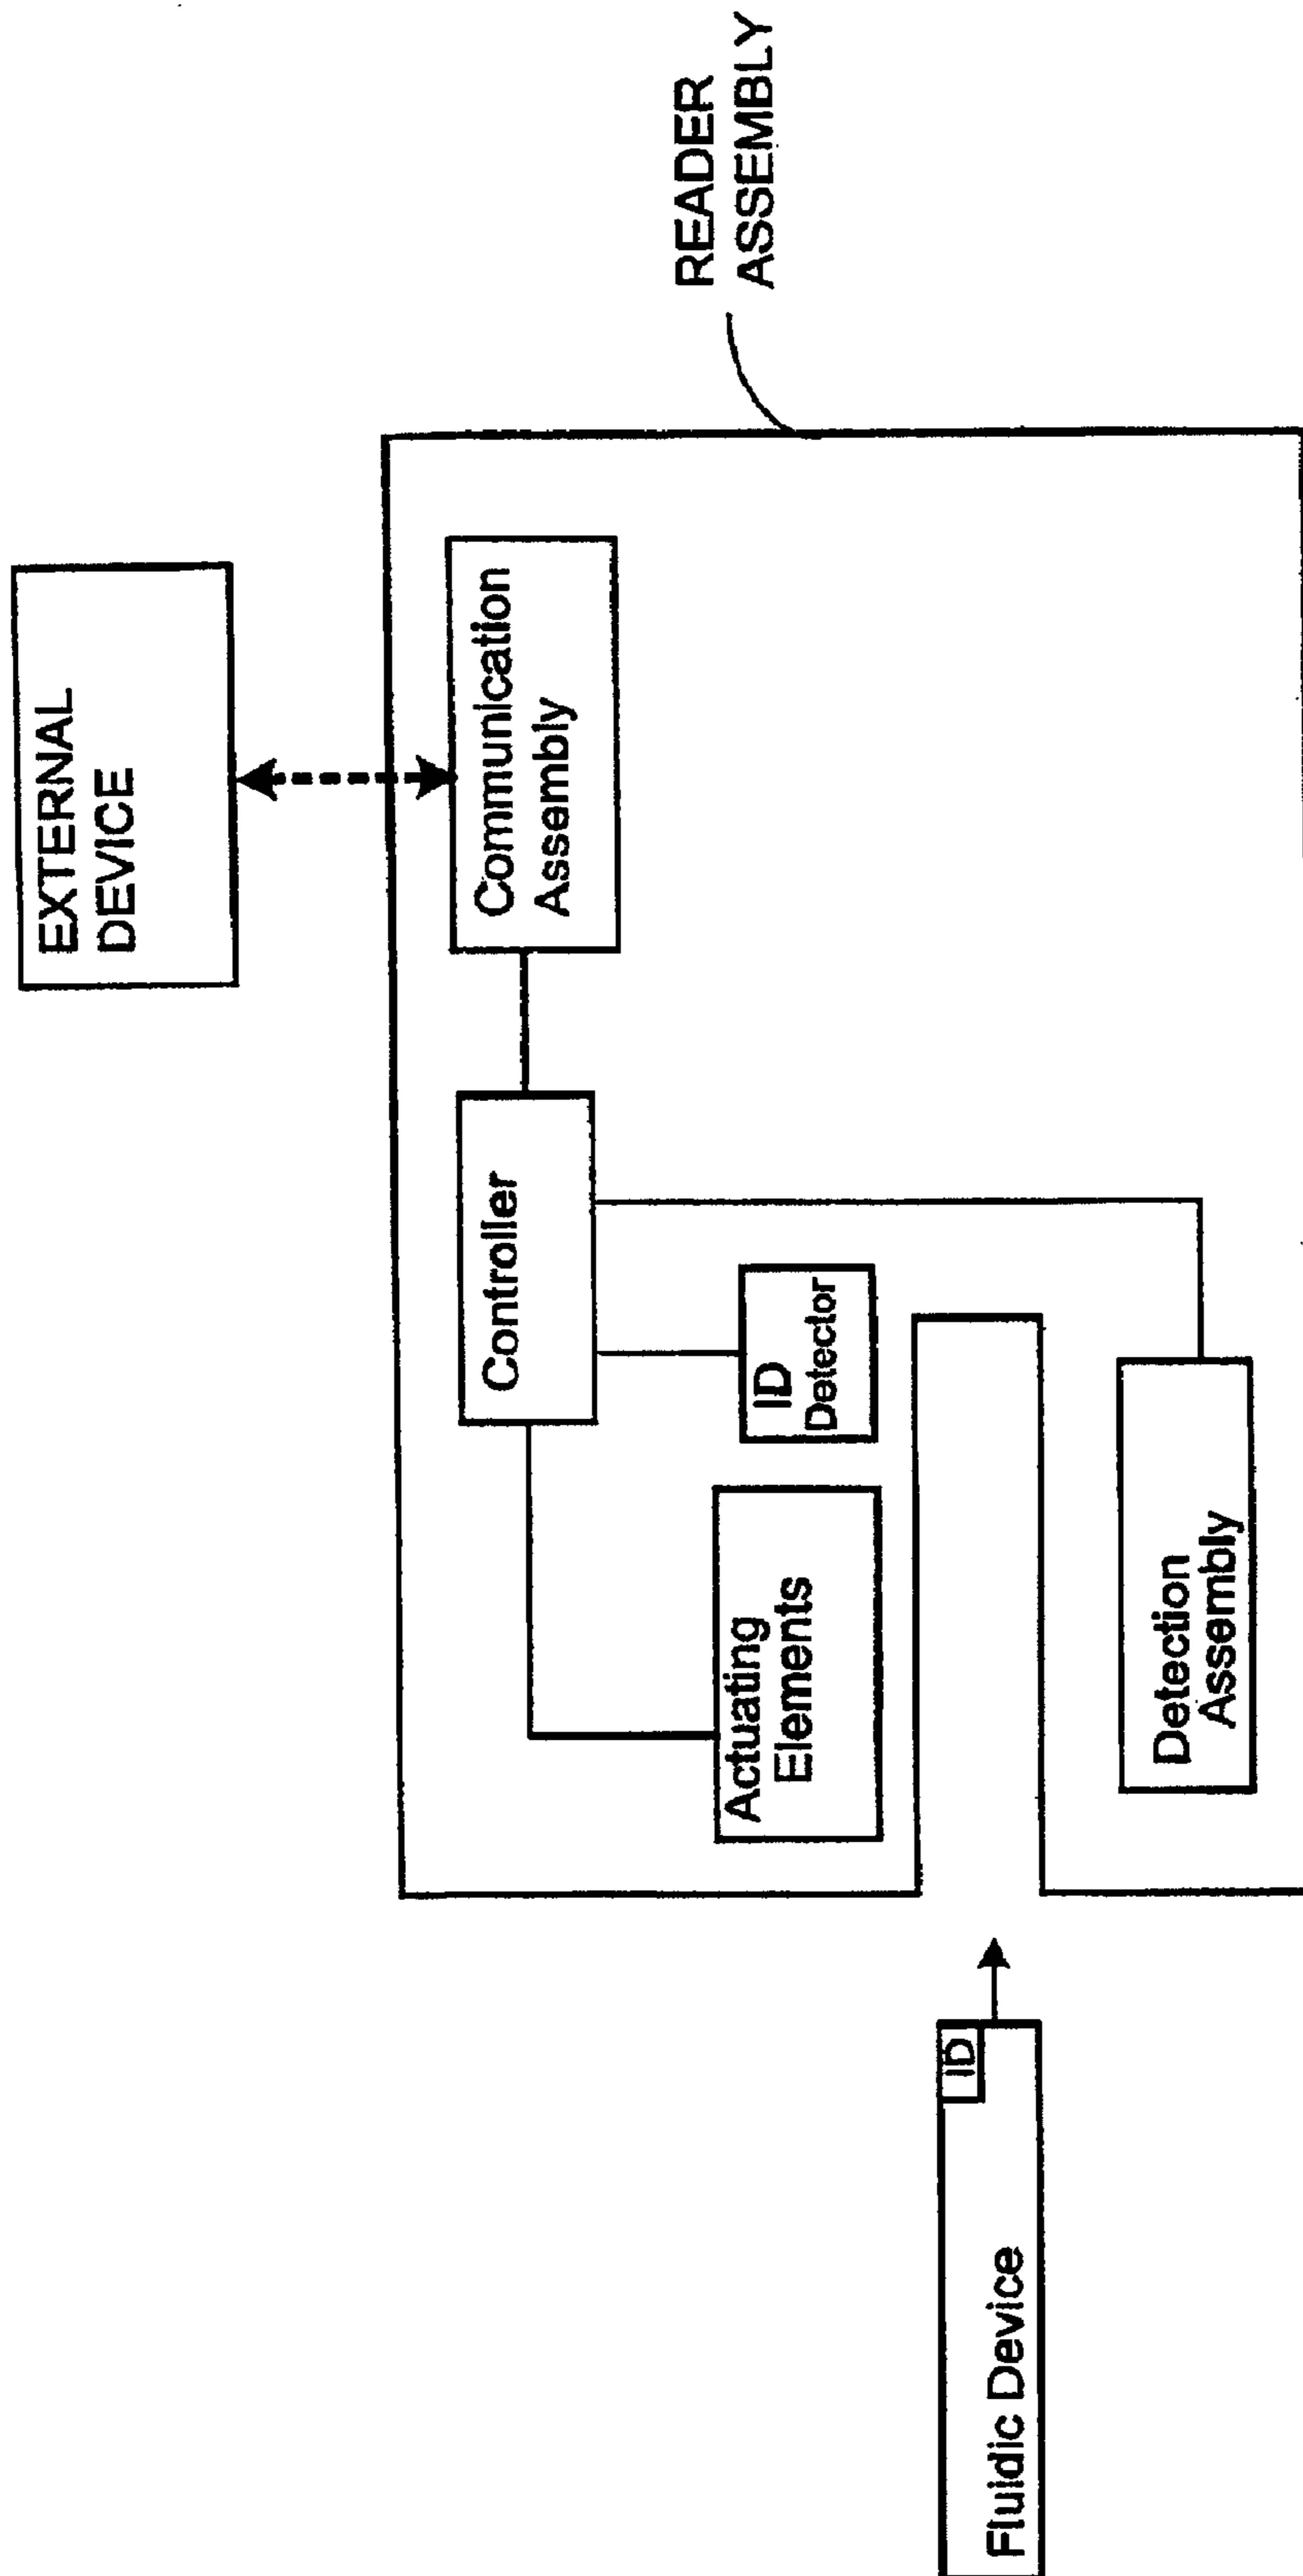 EXTERNAL
DEVICE
READER
ASSEMBLY
Communication
Assembly
Controller
ID
Detector
Actuating
Elements
Detection
Assembly
ID
Fluidic Device